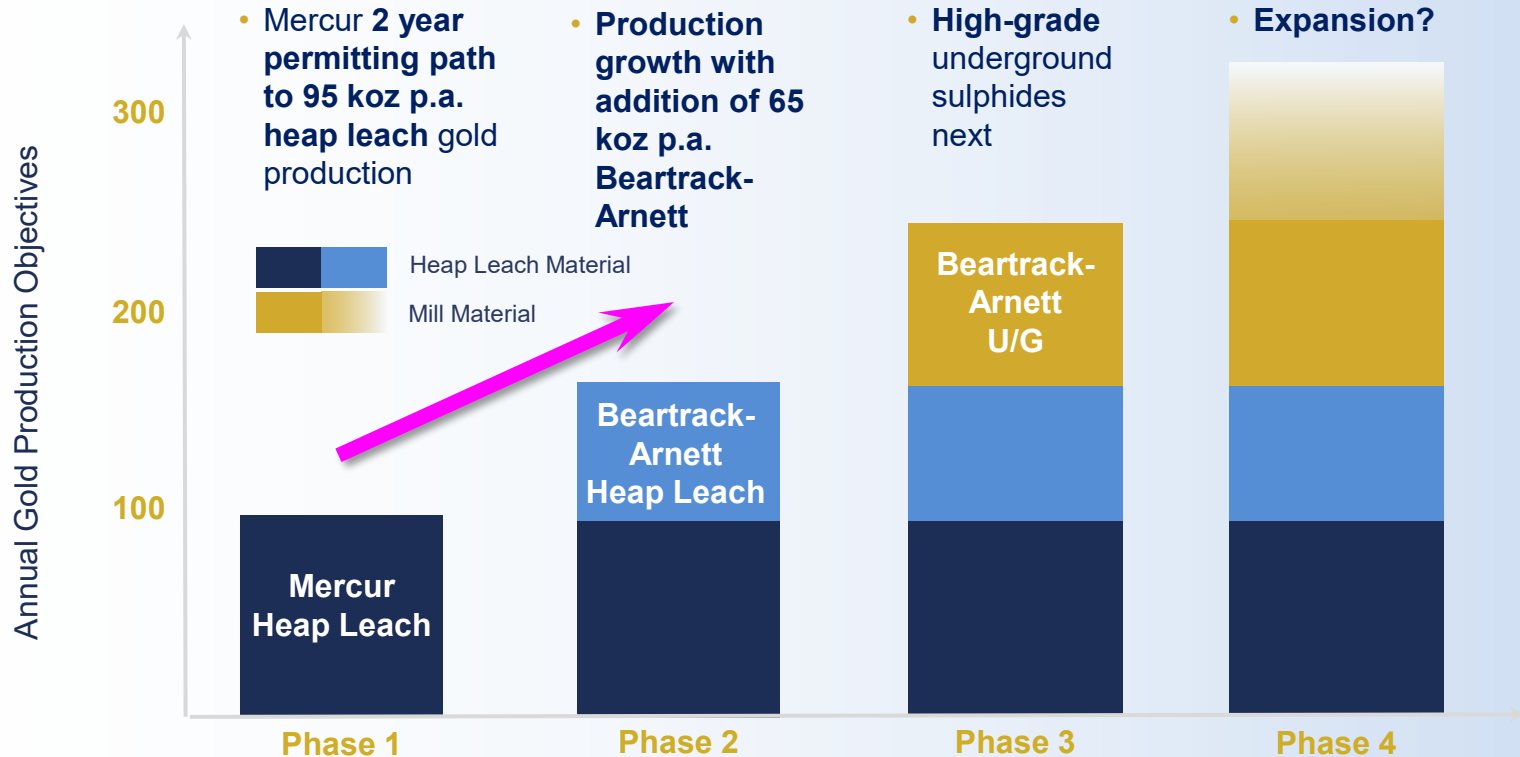 • Mercur 2 year
permitting path
to 95 koz p.a.
heap leach gold
production
• Production
growth with
addition of 65
koz p.a.
Beartrack-
Arnett
• High-grade
underground
sulphides
next
• Expansion?
Annual Gold Production Objectives
300
200
100
Heap Leach Material
Mill Material
Mercur
Heap Leach
Beartrack-
Arnett
Heap Leach
Beartrack-
Arnett
U/G
Phase 1
Phase 2
Phase 3
Phase 4